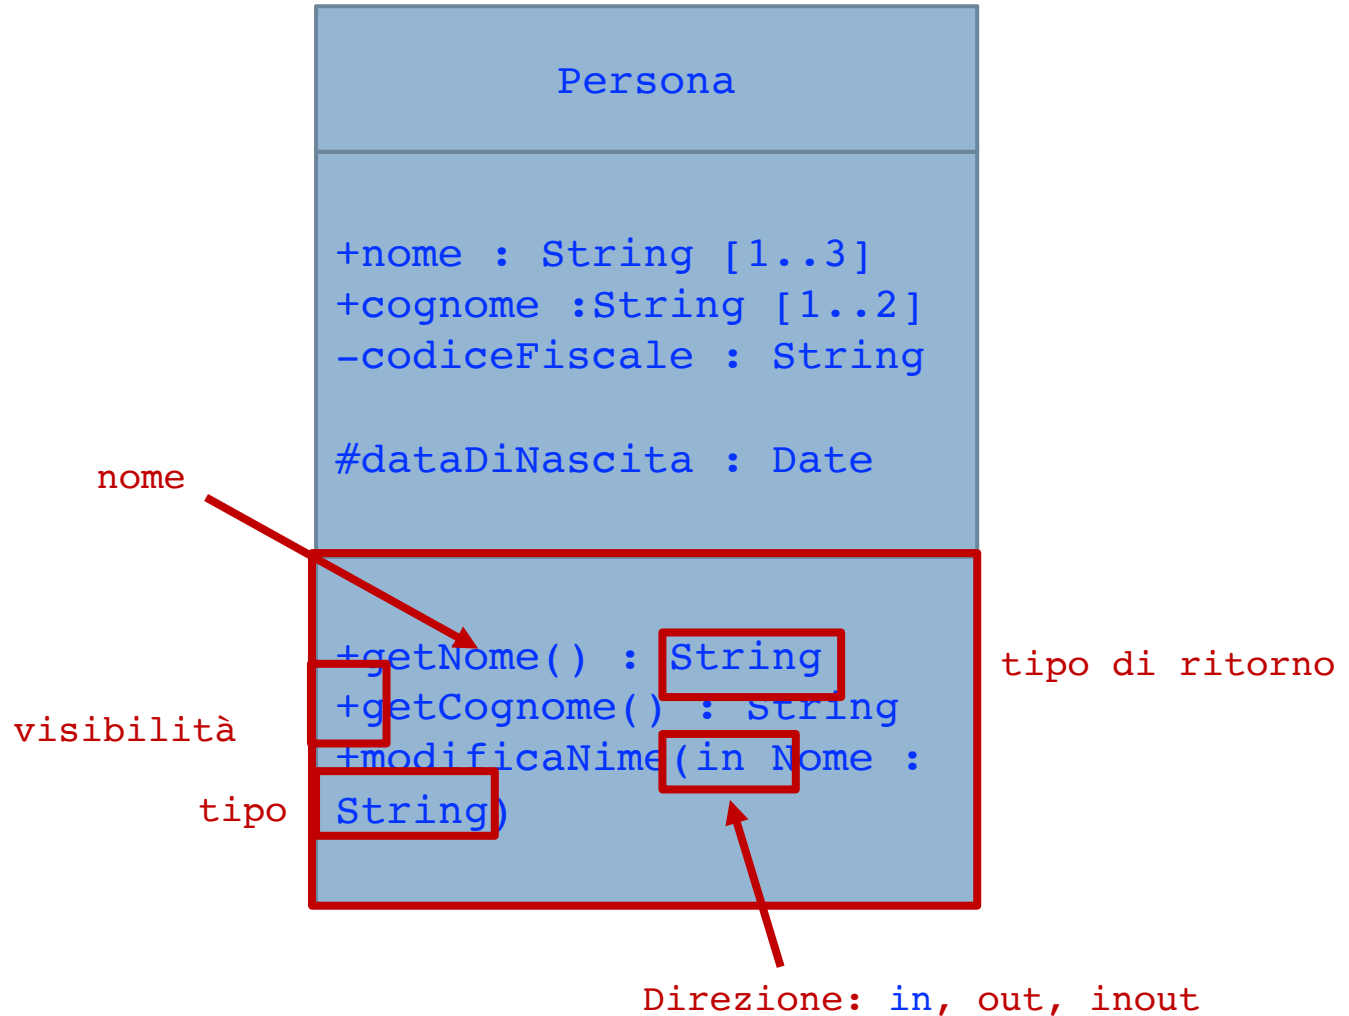 Persona
+nome : String [1..3]
+cognome :String [1..2]
-codiceFiscale : String
#dataDiNascita : Date
nome
+getNome() : String
tipo di ritorno
+getCognome() : String
visibilità
+modificaNime(in Nome :
tipo
String)
Direzione: in, out, inout